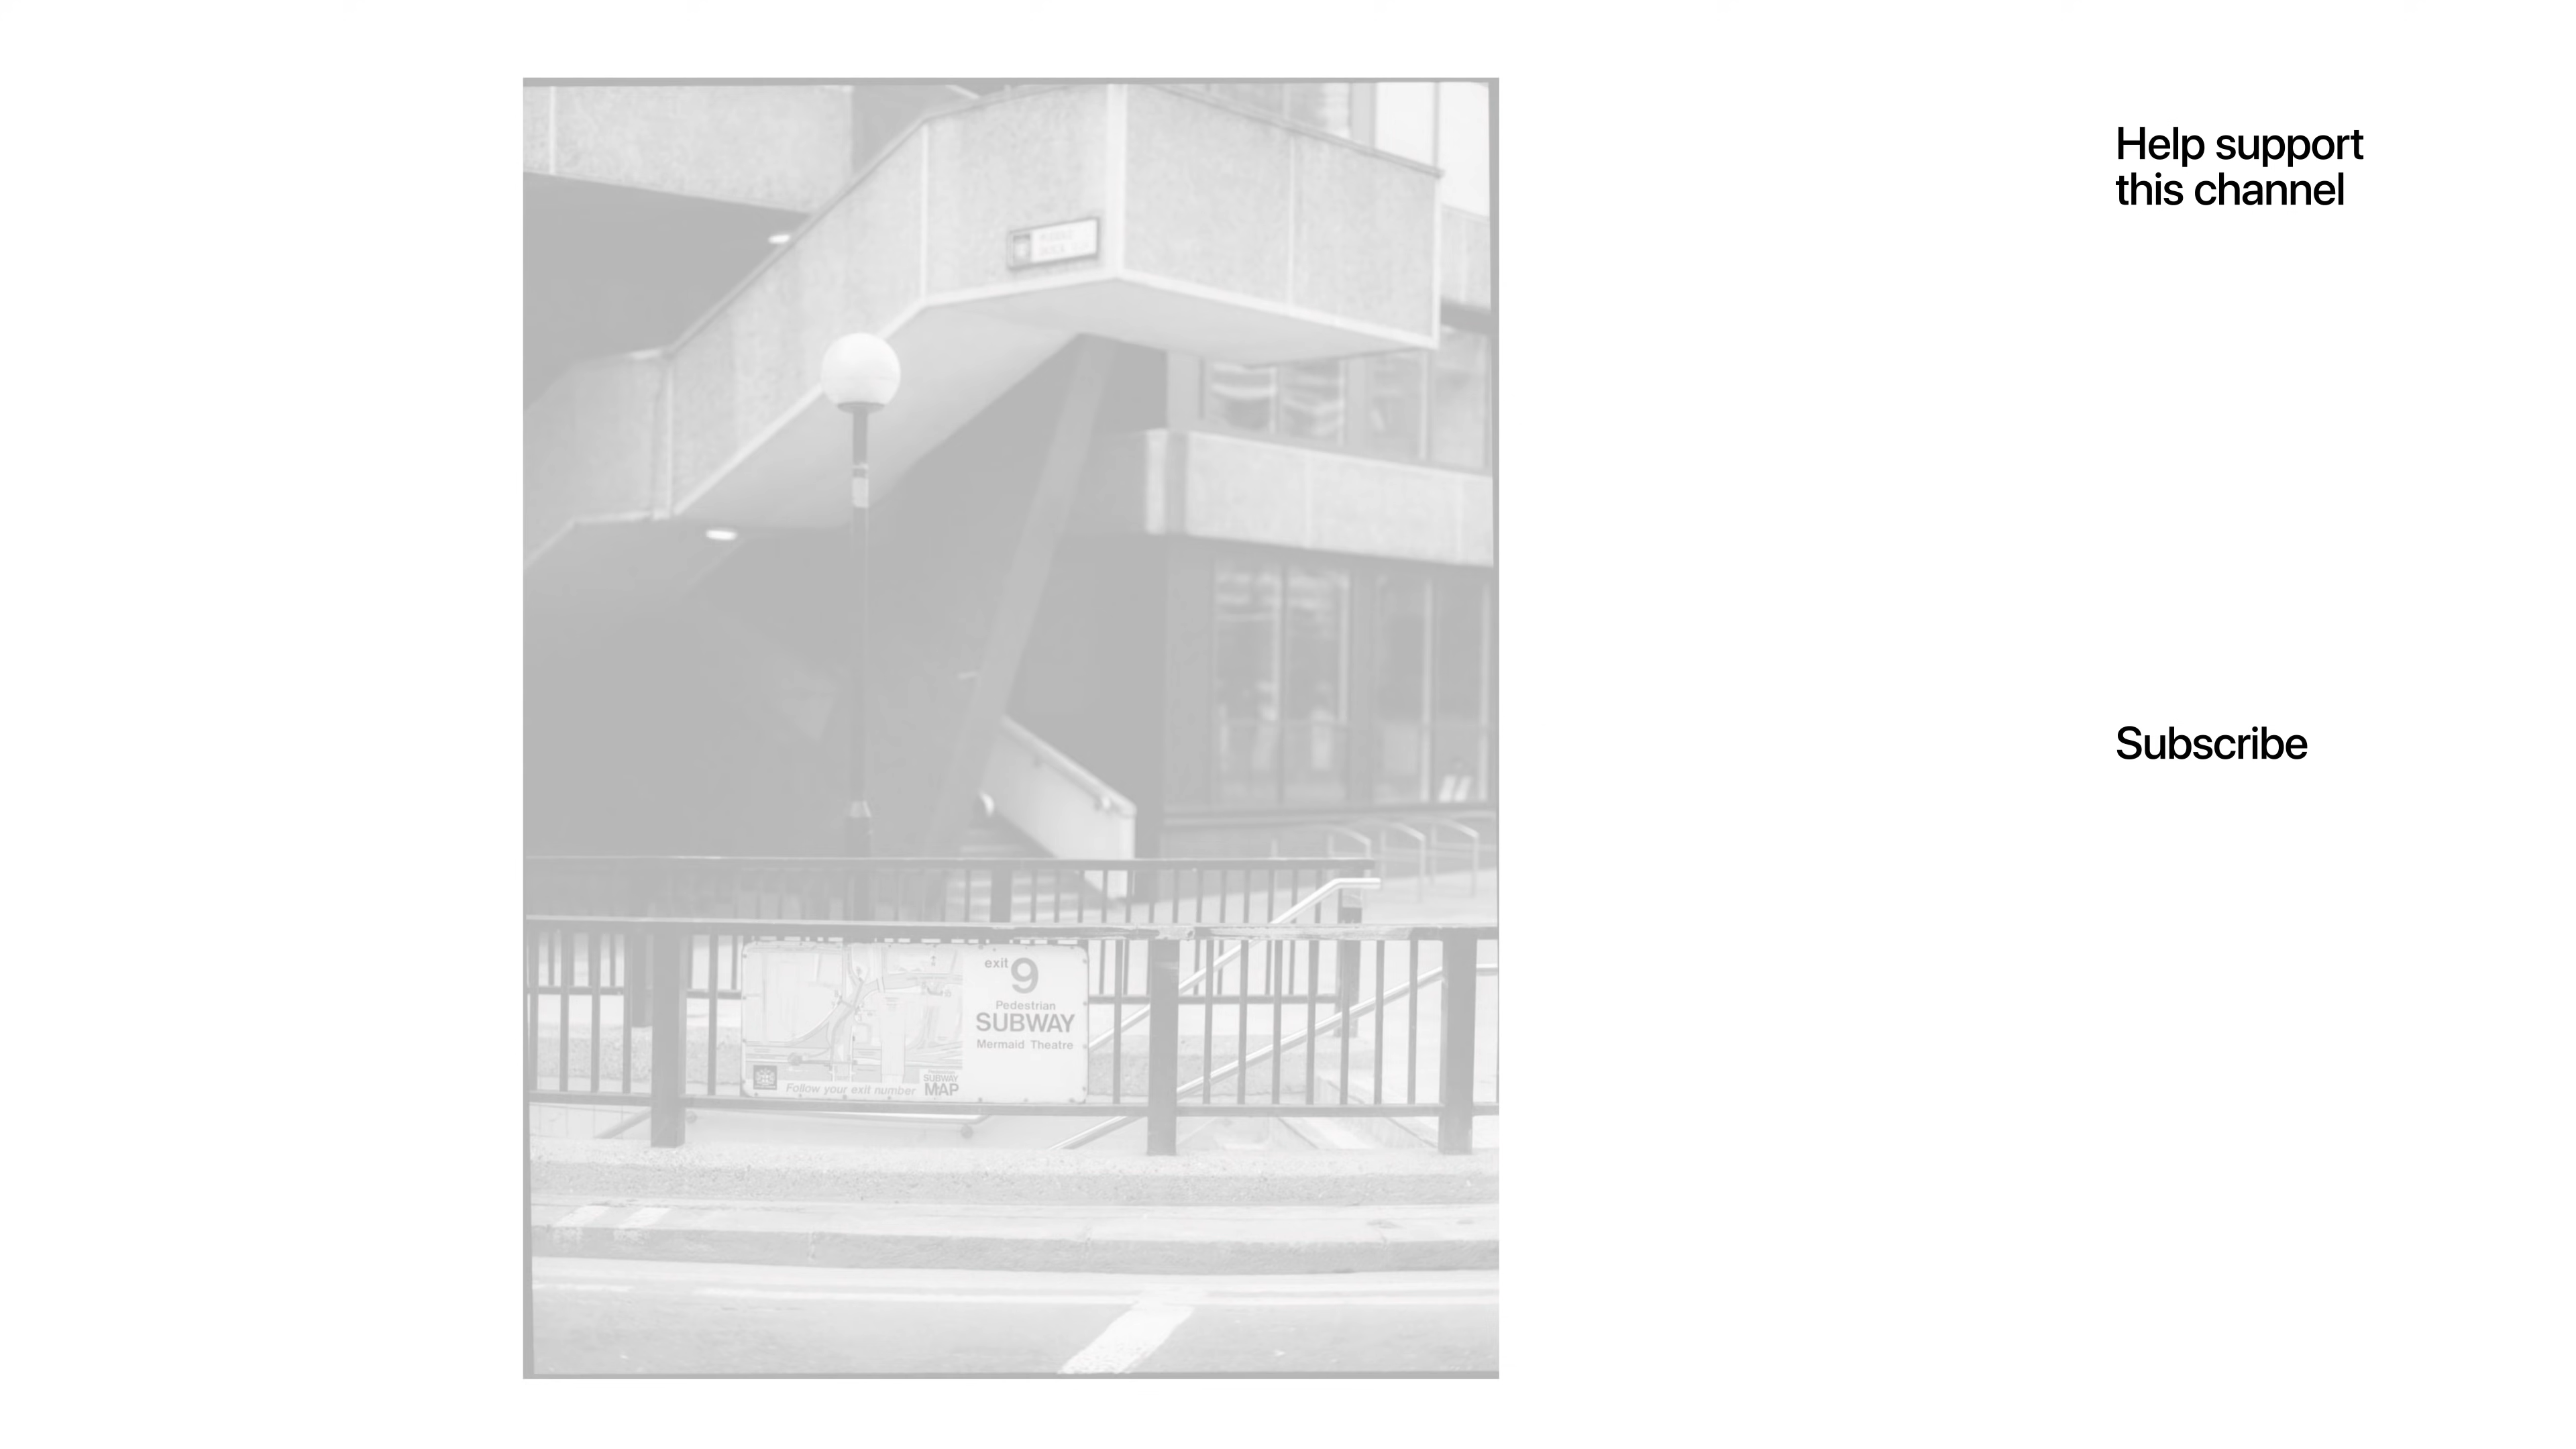 Help support
this channel
Subscribe
exit 9
Pedestrian
SUBWAY
Mermaid Theatre
Follow your exit number
SUBWAY
MAP